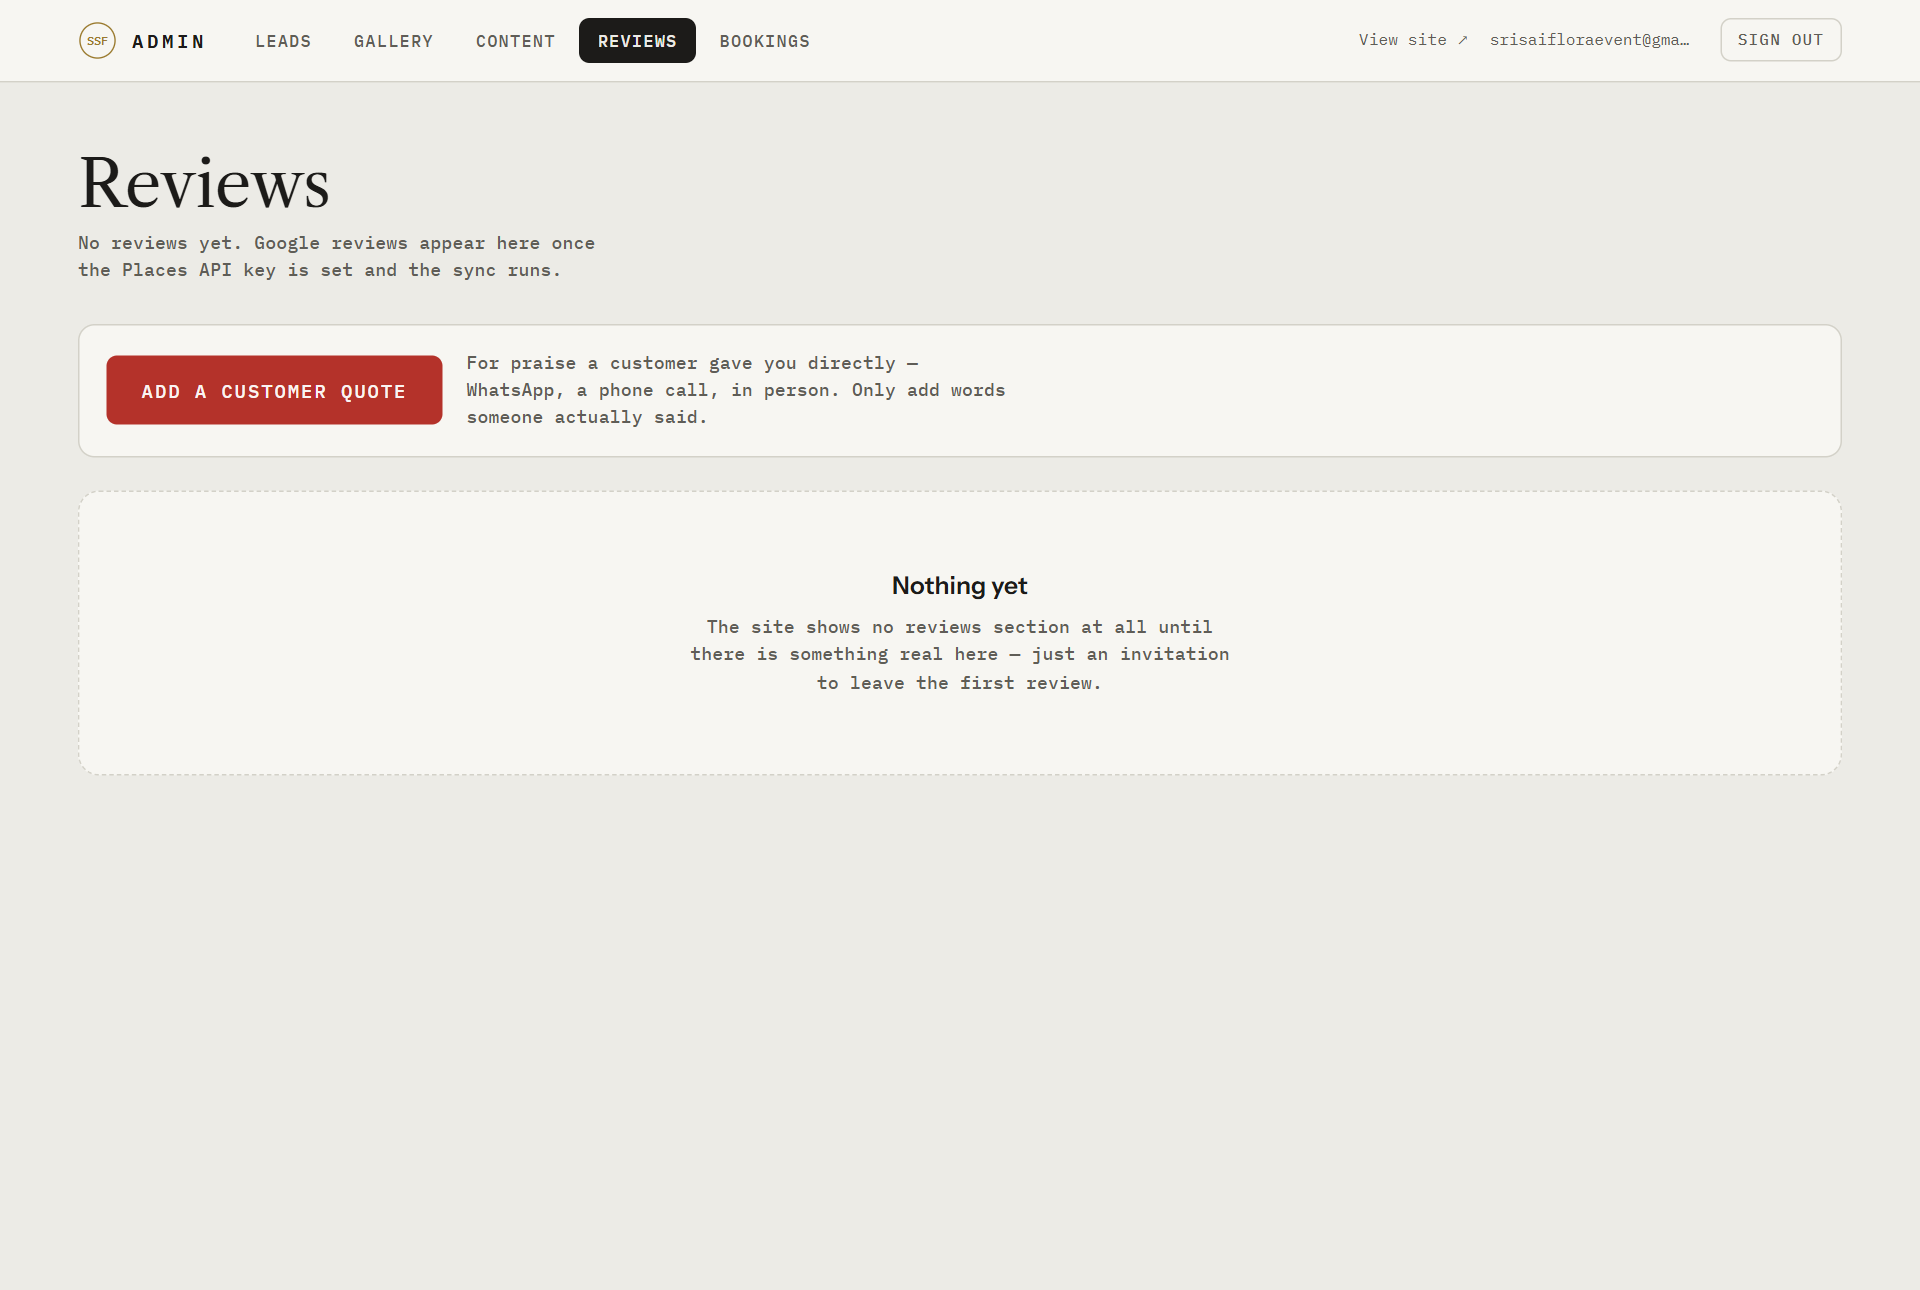 SSF ADMIN LEADS GALLERY CONTENT REVIEWS BOOKINGS View site ↗ srisaifloraevent@gma… SIGN OUT
Reviews
No reviews yet. Google reviews appear here once
the Places API key is set and the sync runs.
ADD A CUSTOMER QUOTE
For praise a customer gave you directly —
WhatsApp, a phone call, in person. Only add words
someone actually said.
Nothing yet
The site shows no reviews section at all until
there is something real here — just an invitation
to leave the first review.